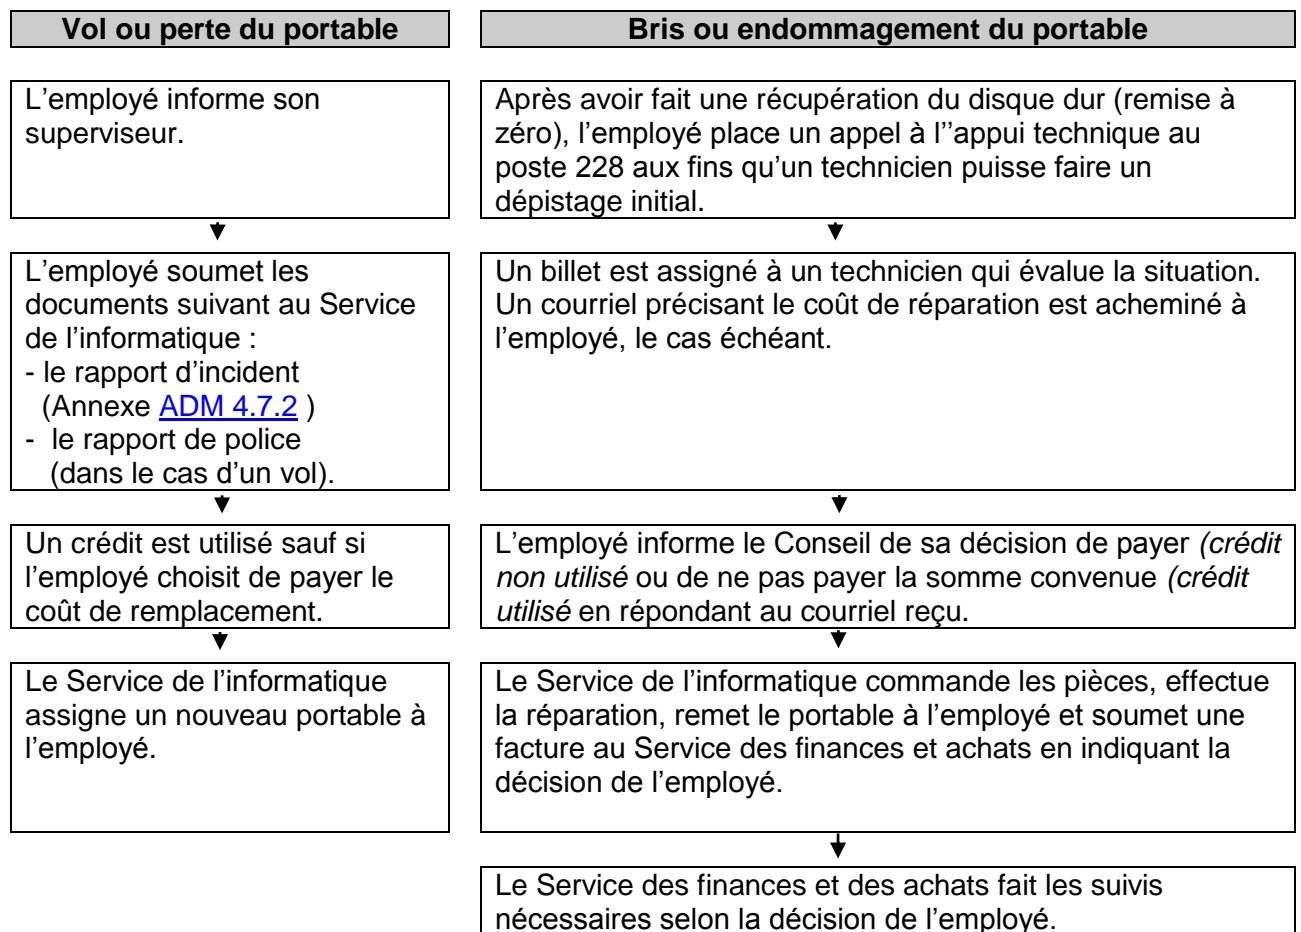 Vol ou perte du portable
L'employé informe son
superviseur.
L'employé soumet les
documents suivant au Service
de l'informatique :
- le rapport d'incident
(Annexe ADM 4.7.2 )
- le rapport de police
(dans le cas d'un vol).
Un crédit est utilisé sauf si
l'employé choisit de payer le
coût de remplacement.
Le Service de l'informatique
assigne un nouveau portable à
l'employé.
Bris ou endommagement du portable
Après avoir fait une récupération du disque dur (remise à
zéro), l'employé place un appel à l''appui technique au
poste 228 aux fins qu'un technicien puisse faire un
dépistage initial.
Un billet est assigné à un technicien qui évalue la situation.
Un courriel précisant le coût de réparation est acheminé à
l'employé, le cas échéant.
L'employé informe le Conseil de sa décision de payer (crédit
non utilisé ou de ne pas payer la somme convenue (crédit
utilisé en répondant au courriel reçu.
Le Service de l'informatique commande les pièces, effectue
la réparation, remet le portable à l'employé et soumet une
facture au Service des finances et achats en indiquant la
décision de l'employé.
Le Service des finances et des achats fait les suivis
nécessaires selon la décision de l'employé.